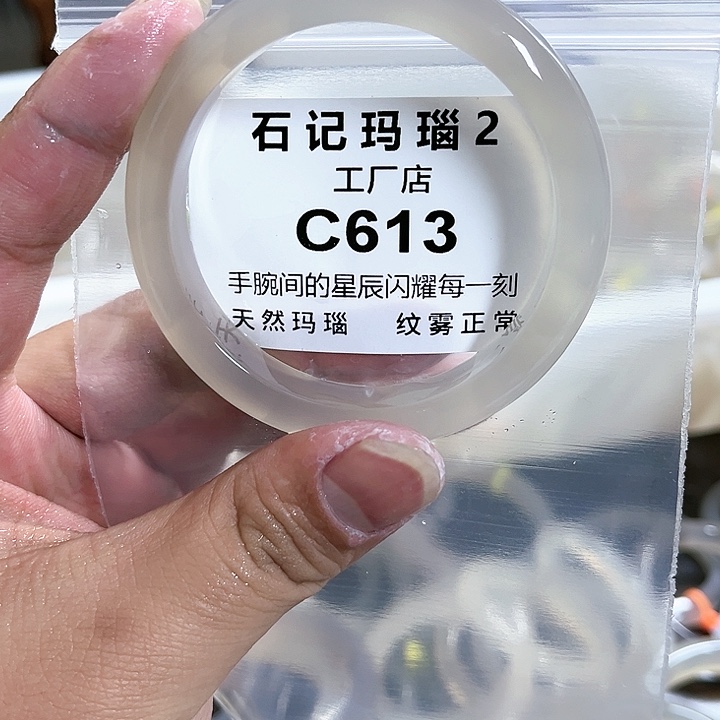 石记玛瑙2
工厂店
C613
手腕间的星辰闪耀每一刻
天然玛瑙 纹雾正常